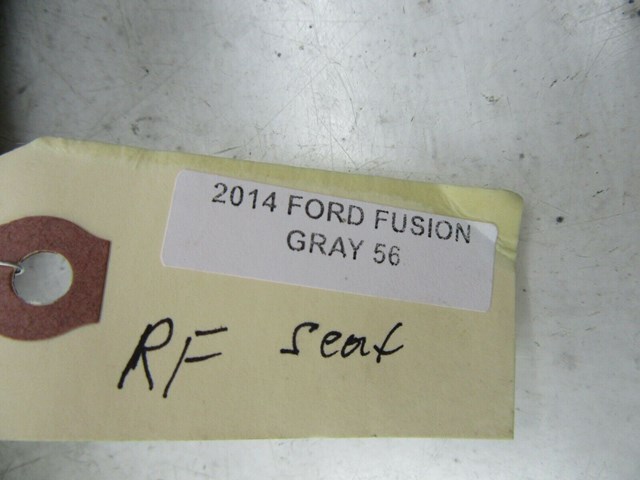 2014 FORD FUSION
GRAY 56
RF seat